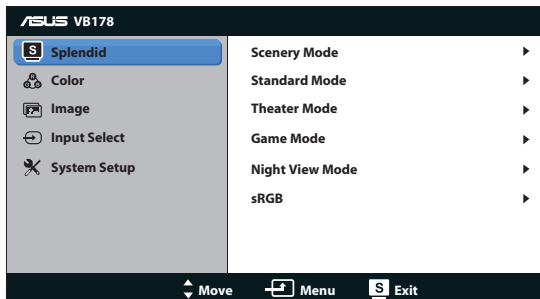 ASUS VB178
S Splendid
Color
Image
Input Select
System Setup
Scenery Mode
Standard Mode
Theater Mode
Game Mode
Night View Mode
sRGB
Move Menu S Exit